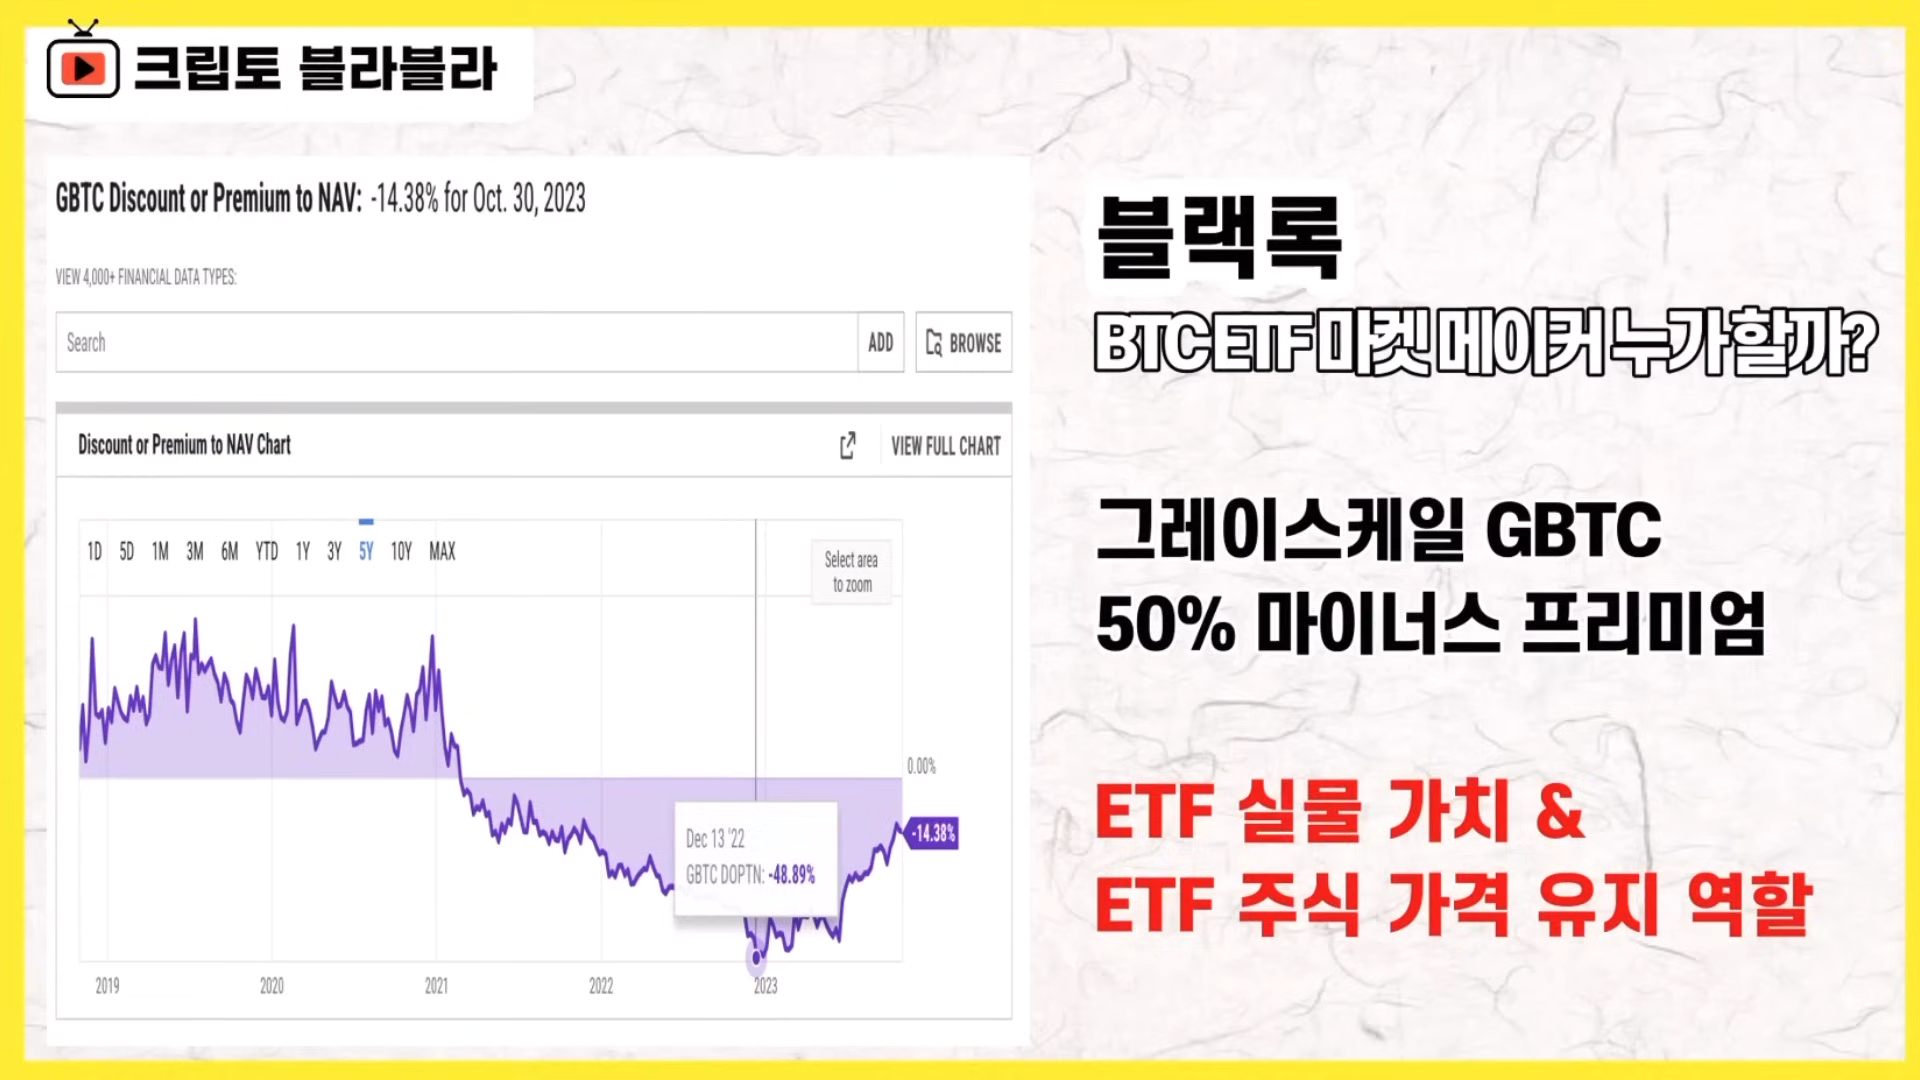 크립토 블라블라
GBTC Discount or Premium to NAV: -14.38% for Oct. 30, 2023
VIEW 4,000+ FINANCIAL DATA TYPES:
Search
ADD
BROWSE
Discount or Premium to NAV Chart
VIEW FULL CHART
1D 5D 1M 3M 6M YTD 1Y 3Y 5Y 10Y MAX
Select area
to zoom
0.00%
-14.38%
Dec 13 '22
GBTC DOPTN: -48.89%
2019 2020 2021 2022 2023
블랙록
BTC ETF 마켓 메이커 누가 할까?
그레이스케일 GBTC
50% 마이너스 프리미엄
ETF 실물 가치 &
ETF 주식 가격 유지 역할